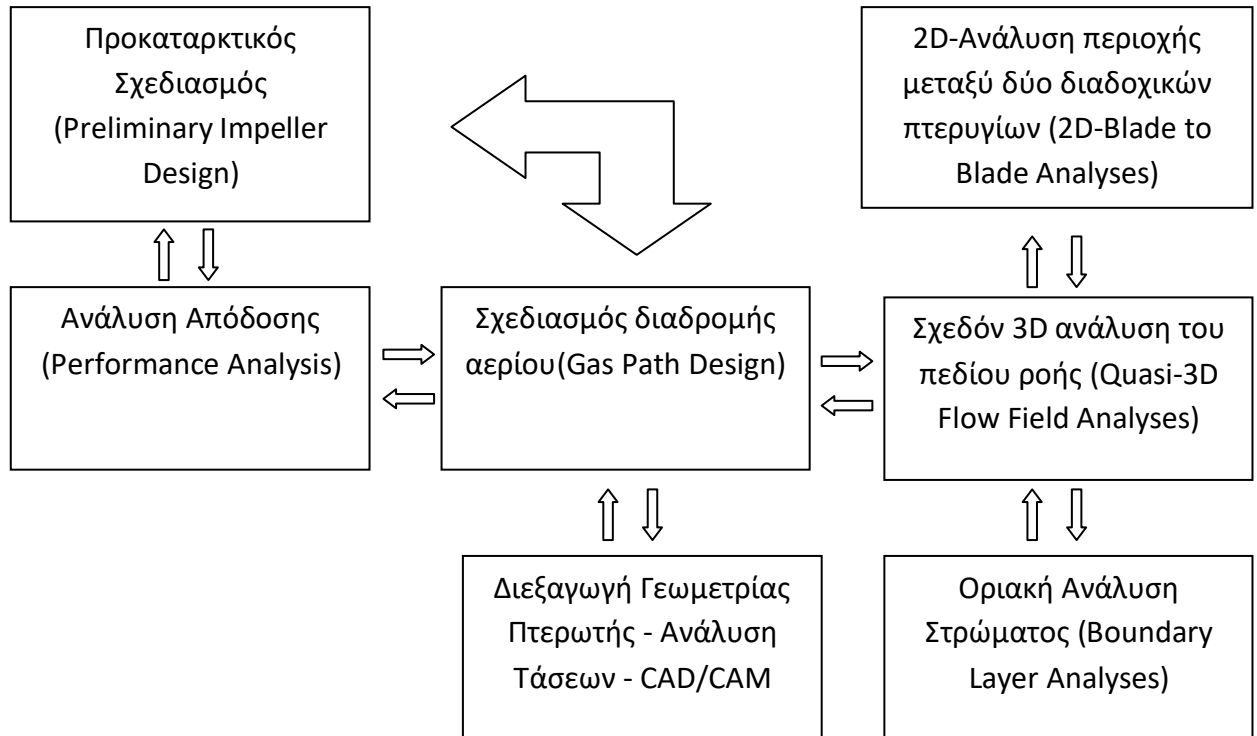 Προκαταρκτικός
Σχεδιασμός
(Preliminary Impeller
Design)
2D-Ανάλυση περιοχής
μεταξύ δύο διαδοχικών
πτερυγίων (2D-Blade to
Blade Analyses)
Ανάλυση Απόδοσης
(Performance Analysis)
Σχεδιασμός διαδρομής
αερίου(Gas Path Design)
Σχεδόν 3D ανάλυση του
πεδίου ροής (Quasi-3D
Flow Field Analyses)
Διεξαγωγή Γεωμετρίας
Πτερωτής - Ανάλυση
Τάσεων - CAD/CAM
Οριακή Ανάλυση
Στρώματος (Boundary
Layer Analyses)